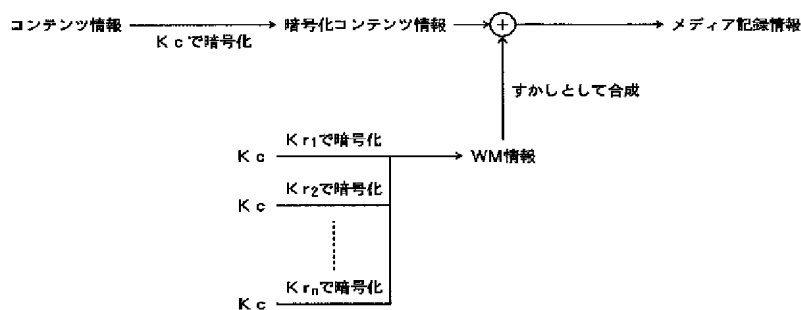 コンテンツ情報
Kcで暗号化
暗号化コンテンツ情報
+
メディア記録情報
すかしとして合成
Kc
Kr1で暗号化
WM情報
Kc
Kr2で暗号化
Kc
Krnで暗号化